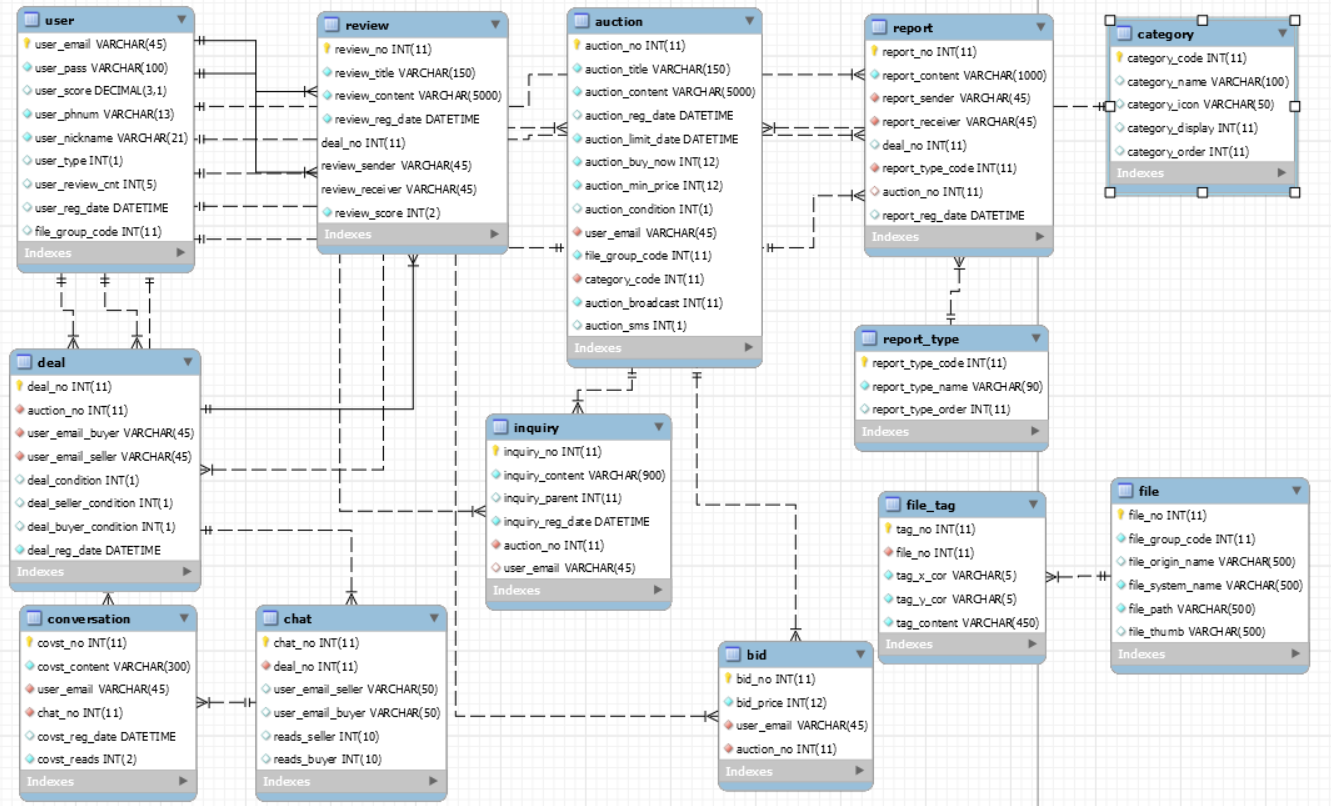 user
user_email VARCHAR(45)
user_pass VARCHAR(100)
user_score DECIMAL(3,1)
user_phnum VARCHAR(13)
user_nickname VARCHAR(21)
user_type INT(1)
user_review_cnt INT(5)
user_reg_date DATETIME
file_group_code INT(11)
Indexes
review
review_no INT(11)
review_title VARCHAR(150)
review_content VARCHAR(5000)
review_reg_date DATETIME
deal_no INT(11)
review_sender VARCHAR(45)
review_receiver VARCHAR(45)
review_score INT(2)
Indexes
auction
auction_no INT(11)
auction_title VARCHAR(150)
auction_content VARCHAR(5000)
auction_reg_date DATETIME
auction_limit_date DATETIME
auction_buy_now INT(12)
auction_min_price INT(12)
auction_condition INT(1)
user_email VARCHAR(45)
file_group_code INT(11)
category_code INT(11)
auction_broadcast INT(11)
auction_sms INT(1)
Indexes
report
report_no INT(11)
report_content VARCHAR(1000)
report_sender VARCHAR(45)
report_receiver VARCHAR(45)
deal_no INT(11)
report_type_code INT(11)
auction_no INT(11)
report_reg_date DATETIME
Indexes
category
category_code INT(11)
category_name VARCHAR(100)
category_icon VARCHAR(50)
category_display INT(11)
category_order INT(11)
Indexes
deal
deal_no INT(11)
auction_no INT(11)
user_email_buyer VARCHAR(45)
user_email_seller VARCHAR(45)
deal_condition INT(1)
deal_seller_condition INT(1)
deal_buyer_condition INT(1)
deal_reg_date DATETIME
Indexes
inquiry
inquiry_no INT(11)
inquiry_content VARCHAR(900)
inquiry_parent INT(11)
inquiry_reg_date DATETIME
auction_no INT(11)
user_email VARCHAR(45)
Indexes
report_type
report_type_code INT(11)
report_type_name VARCHAR(90)
report_type_order INT(11)
Indexes
file_tag
tag_no INT(11)
file_no INT(11)
tag_x_cor VARCHAR(5)
tag_y_cor VARCHAR(5)
tag_content VARCHAR(450)
Indexes
file
file_no INT(11)
file_group_code INT(11)
file_origin_name VARCHAR(500)
file_system_name VARCHAR(500)
file_path VARCHAR(500)
file_thumb VARCHAR(500)
Indexes
conversation
covst_no INT(11)
covst_content VARCHAR(300)
user_email VARCHAR(45)
chat_no INT(11)
covst_reg_date DATETIME
covst_reads INT(2)
Indexes
chat
chat_no INT(11)
deal_no INT(11)
user_email_seller VARCHAR(50)
user_email_buyer VARCHAR(50)
reads_seller INT(10)
reads_buyer INT(10)
Indexes
bid
bid_no INT(11)
bid_price INT(12)
user_email VARCHAR(45)
auction_no INT(11)
Indexes